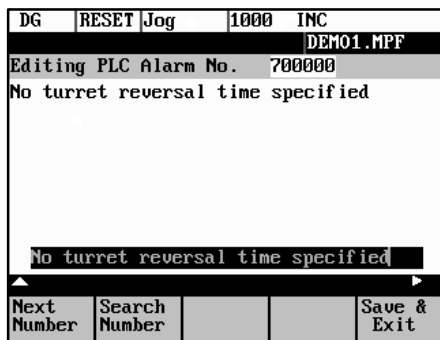 DG RESET Jog 1000 INC
DEMO1.MPF
Editing PLC Alarm No. 700000
No turret reversal time specified
No turret reversal time specified
Next Number Search Number Save & Exit